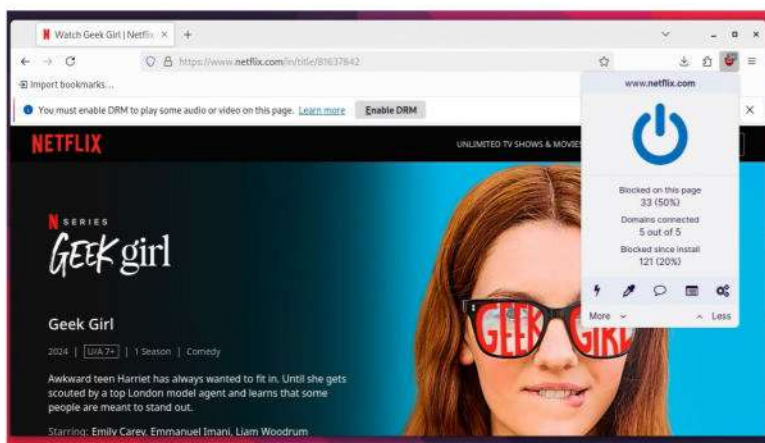 Watch Geek Girl | Netflix
https://www.netflix.com/in/title/81637842
Import bookmarks...
You must enable DRM to play some audio or video on this page. Learn more Enable DRM
www.netflix.com
Blocked on this page
33 (50%)
Domains connected
5 out of 5
Blocked since install
121 (20%)
More Less
NETFLIX
UNLIMITED TV SHOWS & MOVIES
N SERIES
GEEK girl
GEEK GIRL
Geek Girl
2024 | U/A 7+ | 1 Season | Comedy
Awkward teen Harriet has always wanted to fit in. Until she gets
scouted by a top London model agent and learns that some
people are meant to stand out.
Starring: Emily Carey, Emmanuel Imani, Liam Woodrum